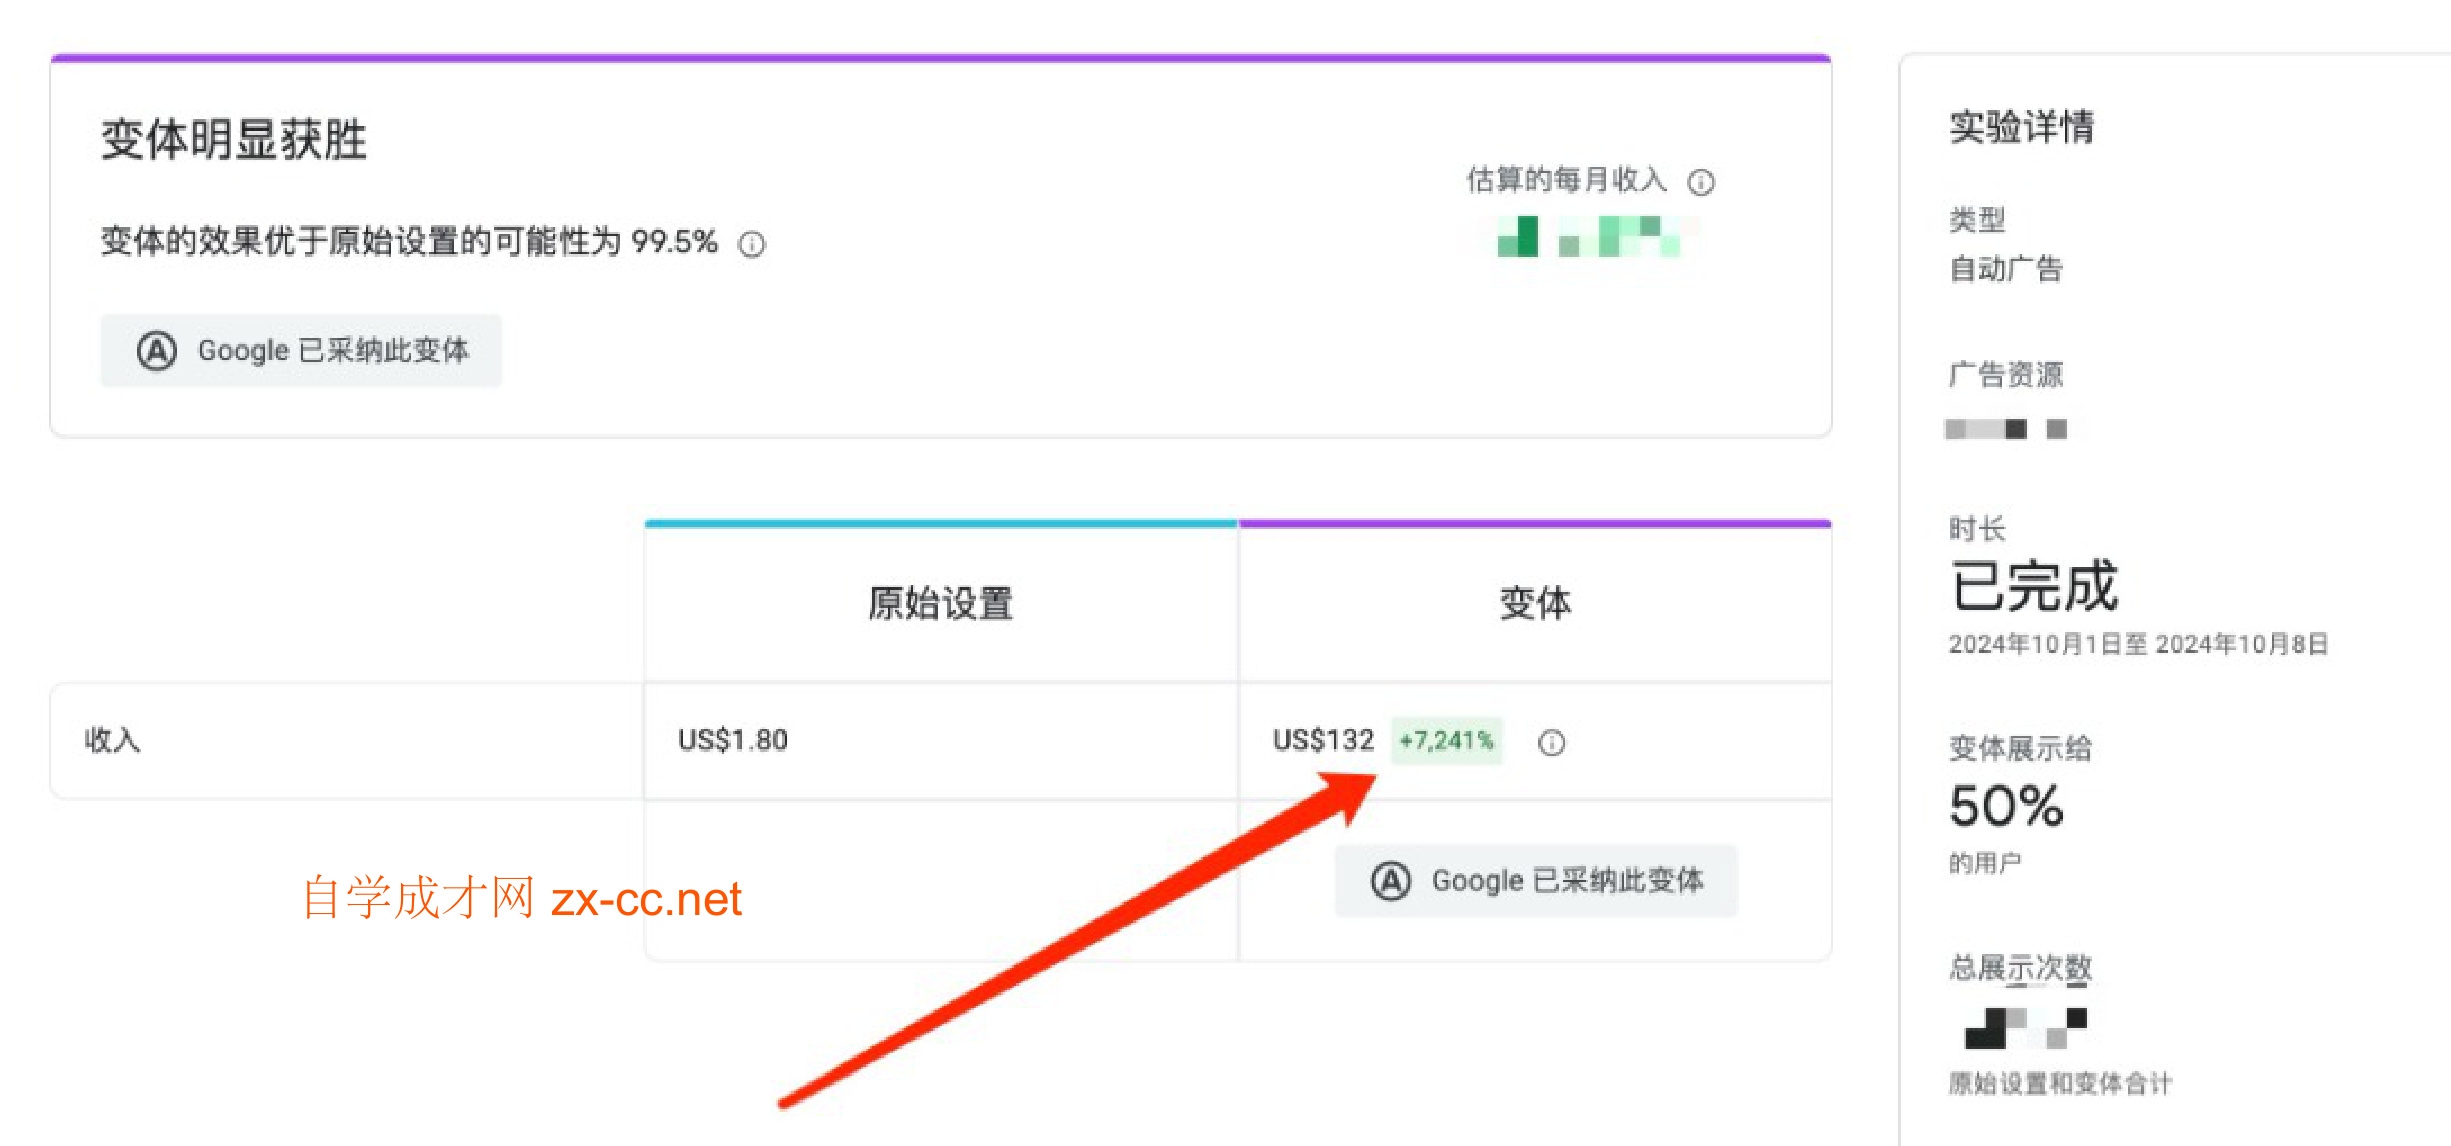 变体明显获胜
变体的效果优于原始设置的可能性为 99.5%
Google 已采纳此变体
估算的每月收入
原始设置
变体
收入
US$1.80
US$132 +7,241%
Google 已采纳此变体
自学成才网 zx-cc.net
实验详情
类型
自动广告
广告资源
时长
已完成
2024年10月1日至 2024年10月8日
变体展示给
50%
的用户
总展示次数
原始设置和变体合计